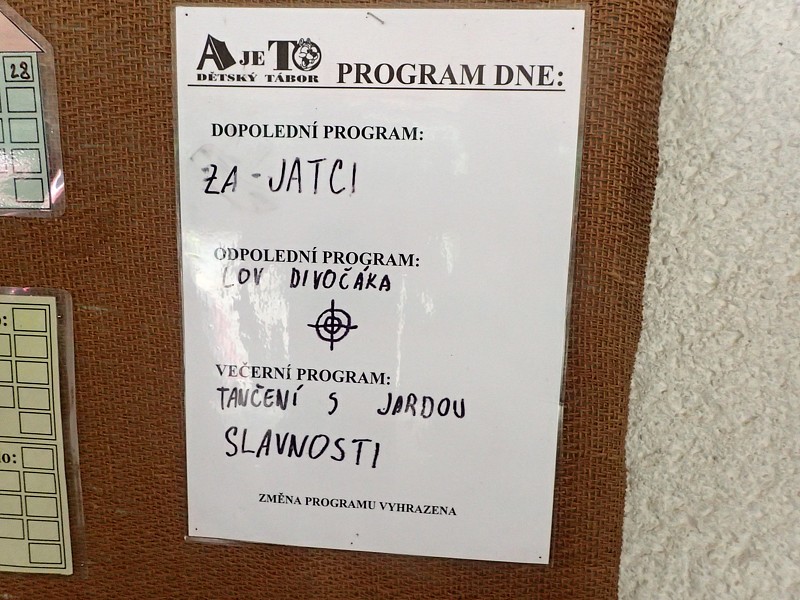 A JE TO
DĚTSKÝ TÁBOR
PROGRAM DNE:
DOPOLEDNÍ PROGRAM:
ZA-JATCI
ODPOLEDNÍ PROGRAM:
LOV DIVOČÁKA
VEČERNÍ PROGRAM:
TANČENÍ S JARDOU
SLAVNOSTI
ZMĚNA PROGRAMU VYHRAZENA
28